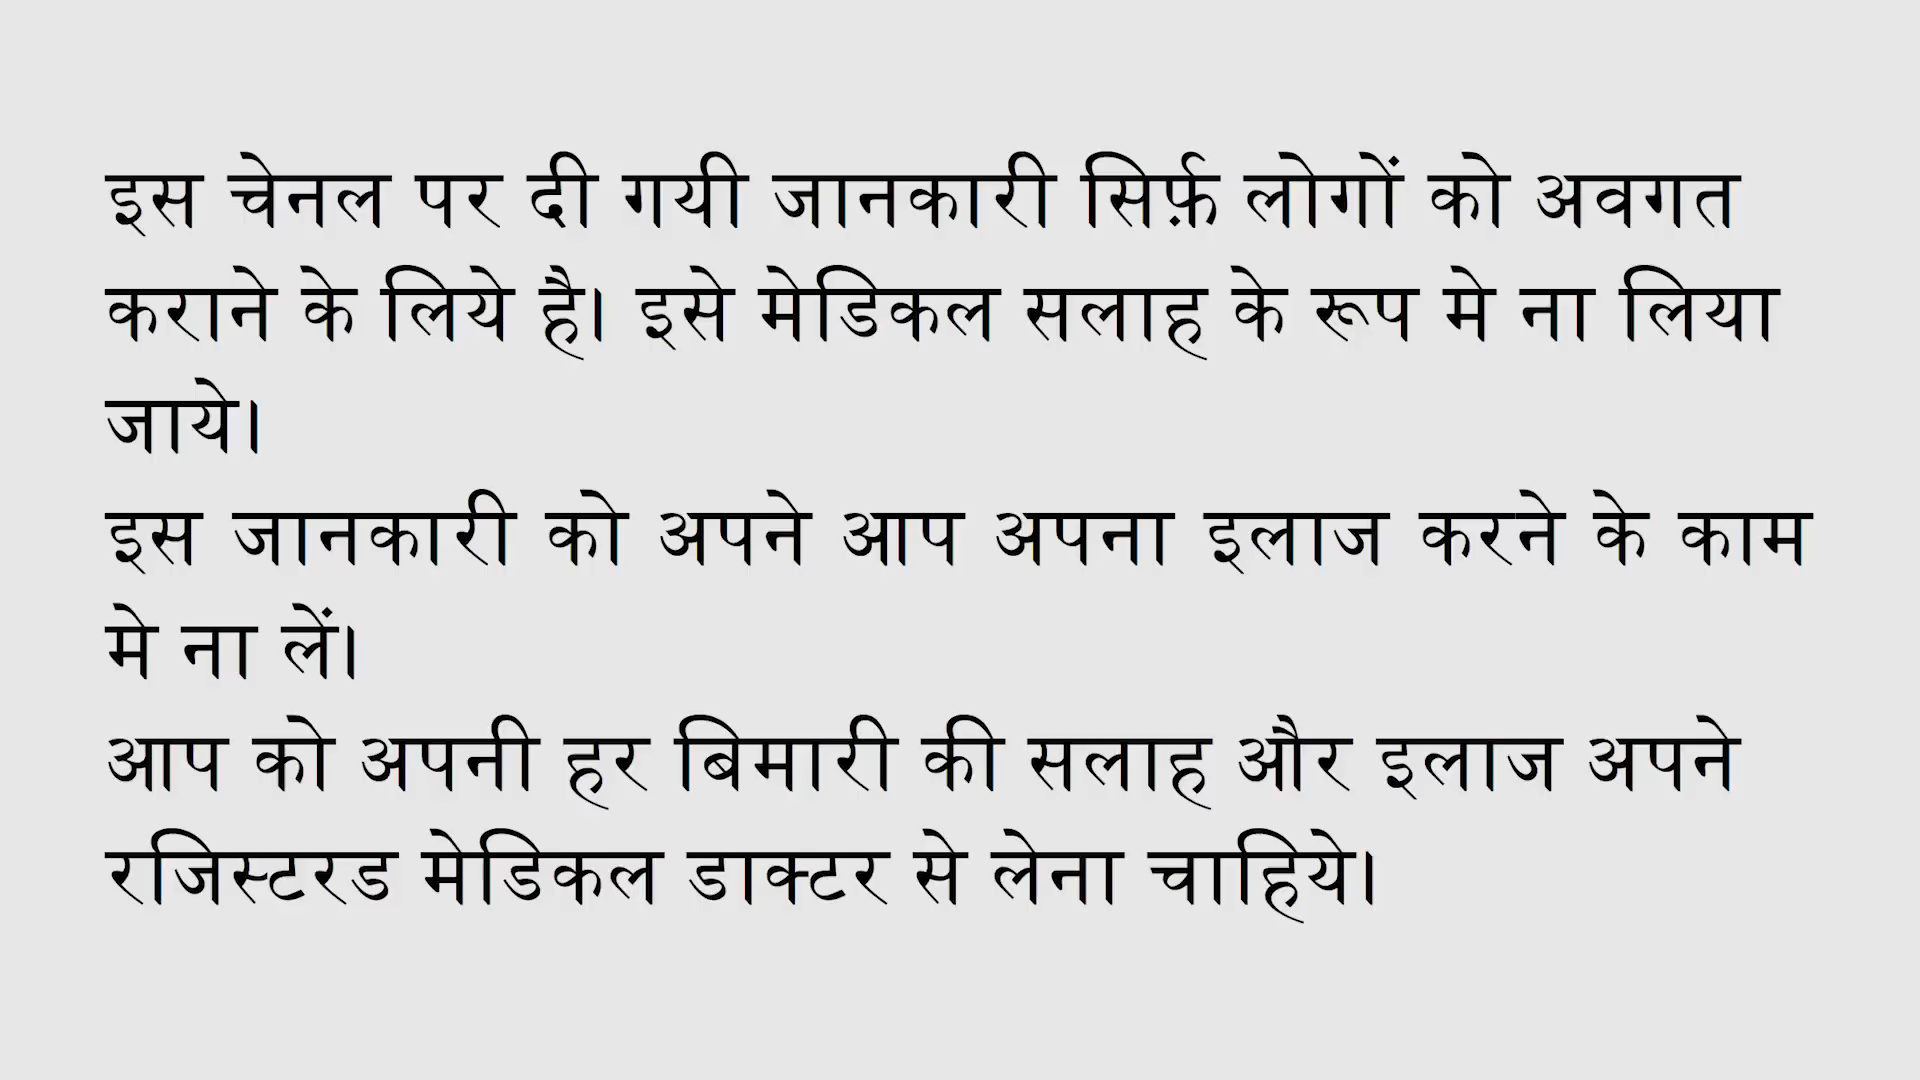 इस चेनल पर दी गयी जानकारी सिर्फ़ लोगों को अवगत
कराने के लिये है। इसे मेडिकल सलाह के रूप मे ना लिया
जाये।
इस जानकारी को अपने आप अपना इलाज करने के काम
मे ना लें।
आप को अपनी हर बिमारी की सलाह और इलाज अपने
रजिस्टरड मेडिकल डाक्टर से लेना चाहिये।